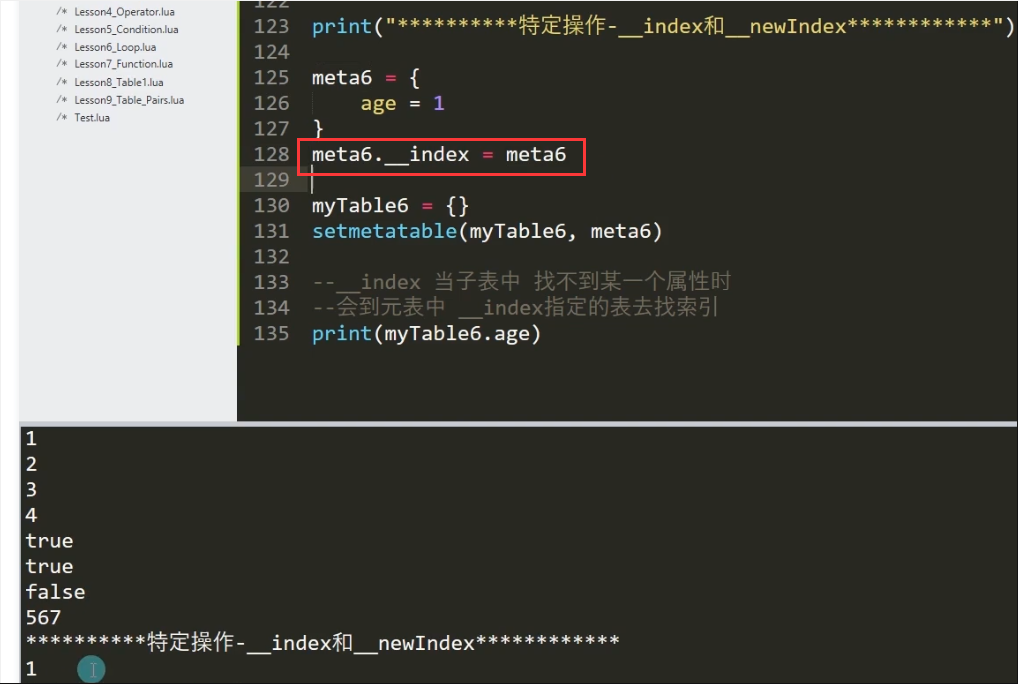 /* Lesson4_Operator.lua
/* Lesson5_Condition.lua
/* Lesson6_Loop.lua
/* Lesson7_Function.lua
/* Lesson8_Table1.lua
/* Lesson9_Table_Pairs.lua
/* Test.lua
122
123 print("**********特定操作-__index和__newIndex************")
124
125 meta6 = {
126     age = 1
127 }
128 meta6.__index = meta6
129
130 myTable6 = {}
131 setmetatable(myTable6, meta6)
132
133 --__index 当子表中 找不到某一个属性时
134 --会到元表中 __index指定的表去找索引
135 print(myTable6.age)
1
2
3
4
true
true
false
567
**********特定操作-__index和__newIndex************
1